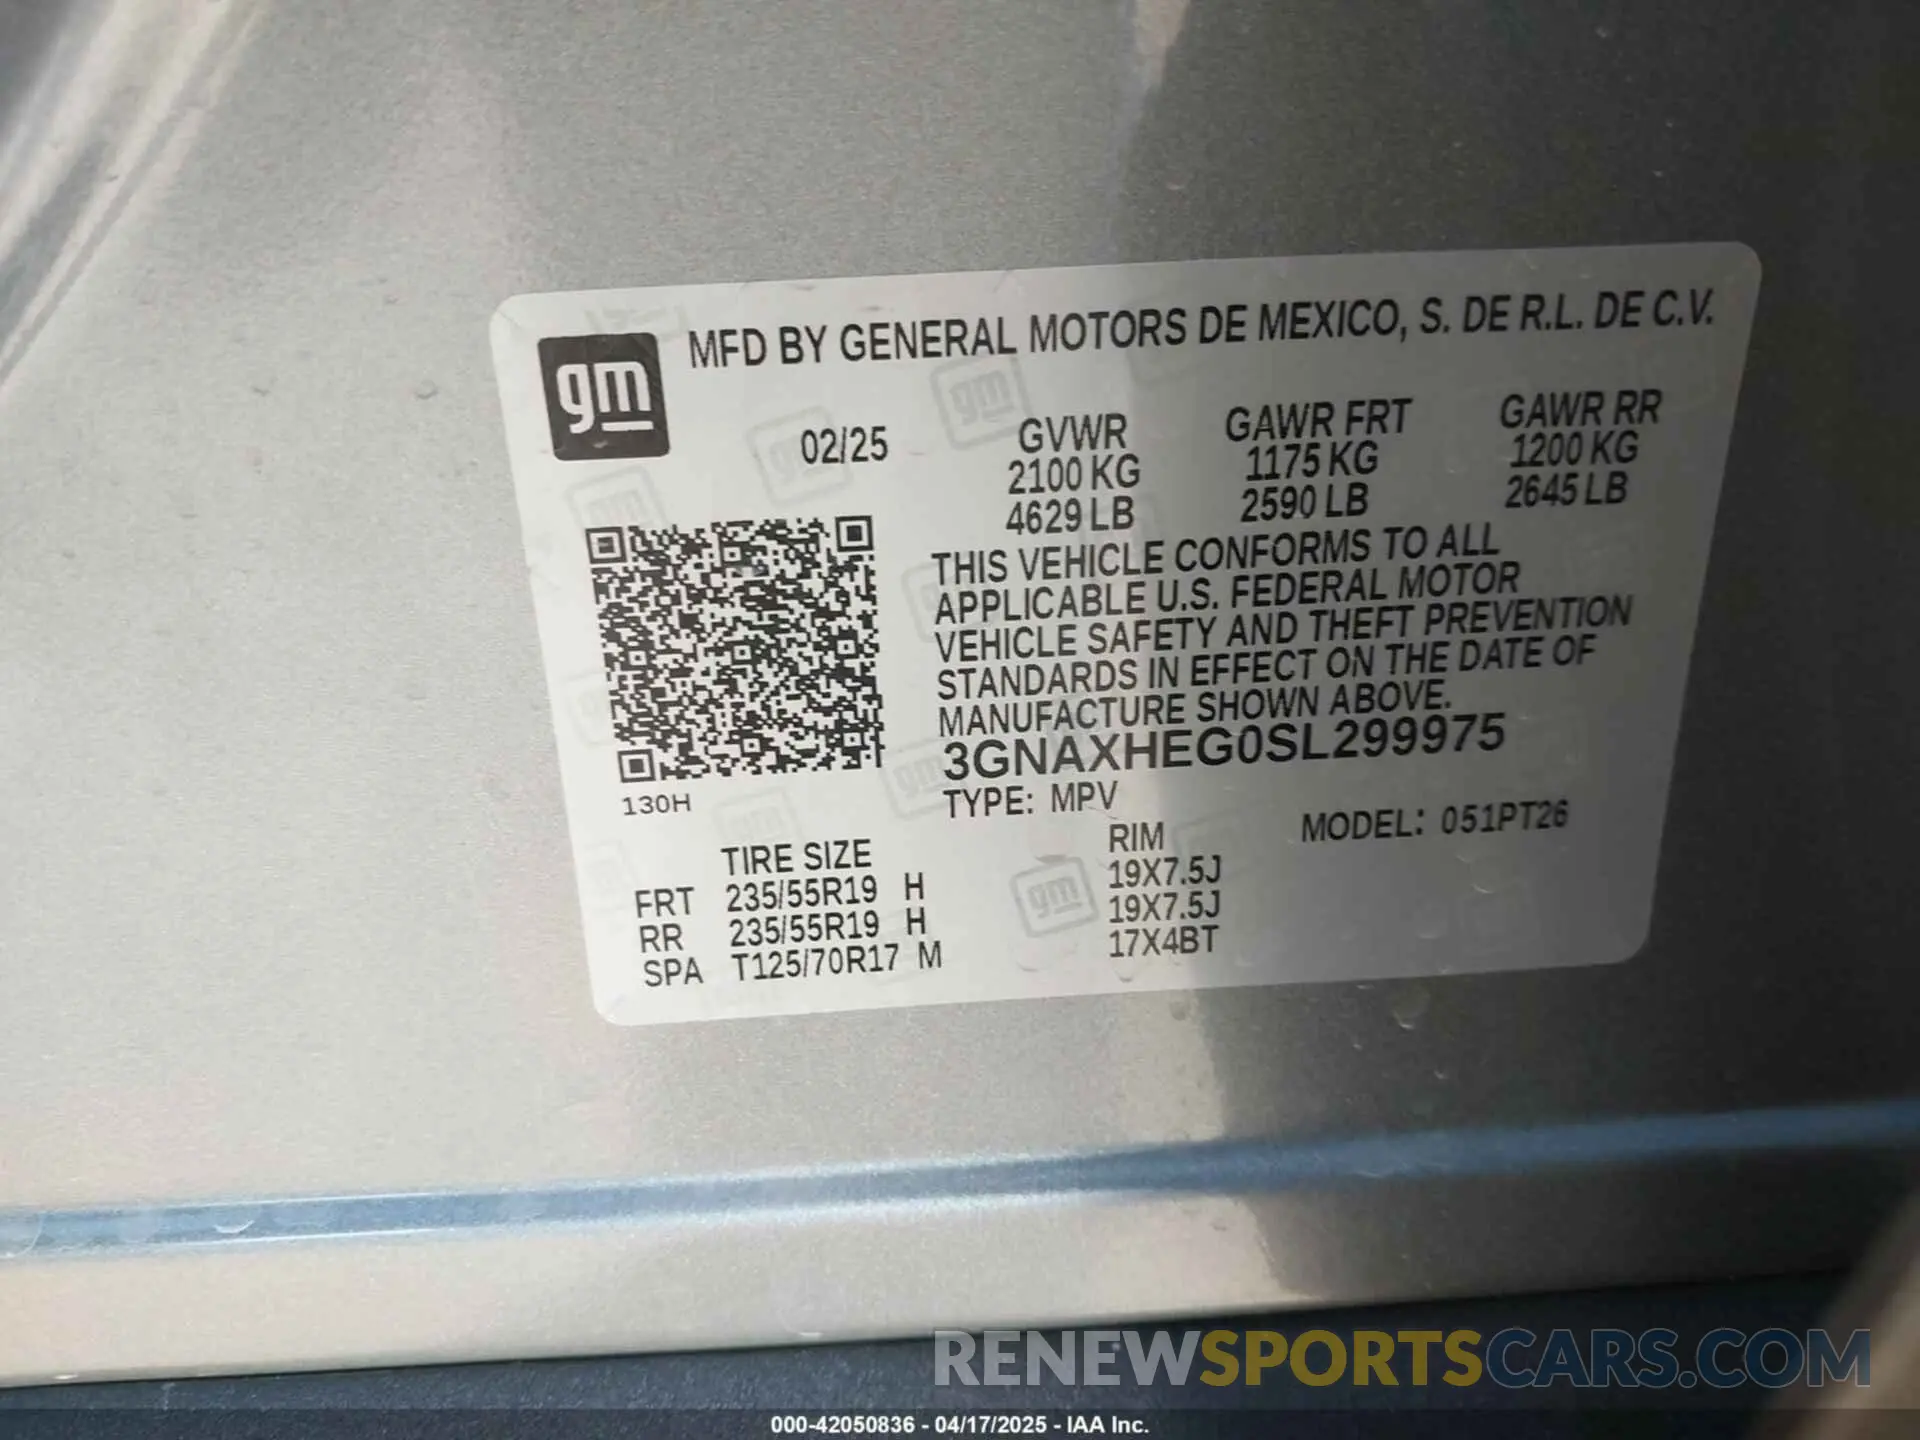 gm
MFD BY GENERAL MOTORS DE MEXICO, S. DE R.L. DE C.V.
02/25
GVWR
2100 KG
4629 LB
GAWR FRT
1175 KG
2590 LB
GAWR RR
1200 KG
2645 LB
THIS VEHICLE CONFORMS TO ALL
APPLICABLE U.S. FEDERAL MOTOR
VEHICLE SAFETY AND THEFT PREVENTION
STANDARDS IN EFFECT ON THE DATE OF
MANUFACTURE SHOWN ABOVE.
3GNAXHEG0SL299975
TYPE: MPV
MODEL: 051PT26
130H
TIRE SIZE RIM
FRT 235/55R19 H 19X7.5J
RR 235/55R19 H 19X7.5J
SPA T125/70R17 M 17X4BT
RENEWSPORTSCARS.COM
000-42050836 - 04/17/2025 - IAA Inc.